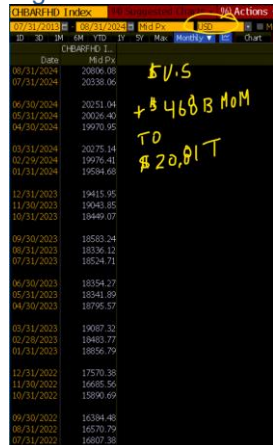 CHBARFHD Index
Actions
07/31/2013 - 08/31/2024 Mid Px USD
1D 3D 1M 6M YTD 1Y 5Y Max Monthly ▼ Chart
CHBARFHD I...
Date Mid Px
08/31/2024 20806.08
07/31/2024 20338.06
06/30/2024 20251.04
05/31/2024 20026.40
04/30/2024 19970.95
03/31/2024 20275.14
02/29/2024 19976.41
01/31/2024 19584.68
12/31/2023 19415.95
11/30/2023 19043.85
10/31/2023 18449.07
09/30/2023 18583.24
08/31/2023 18336.12
07/31/2023 18524.71
06/30/2023 18354.27
05/31/2023 18341.89
04/30/2023 18795.57
03/31/2023 19087.32
02/28/2023 18483.77
01/31/2023 18856.79
12/31/2022 17570.38
11/30/2022 16685.56
10/31/2022 15890.69
09/30/2022 16384.48
08/31/2022 16570.79
07/31/2022 16807.38
$U.S
+$468B MoM
TO
$20,81T